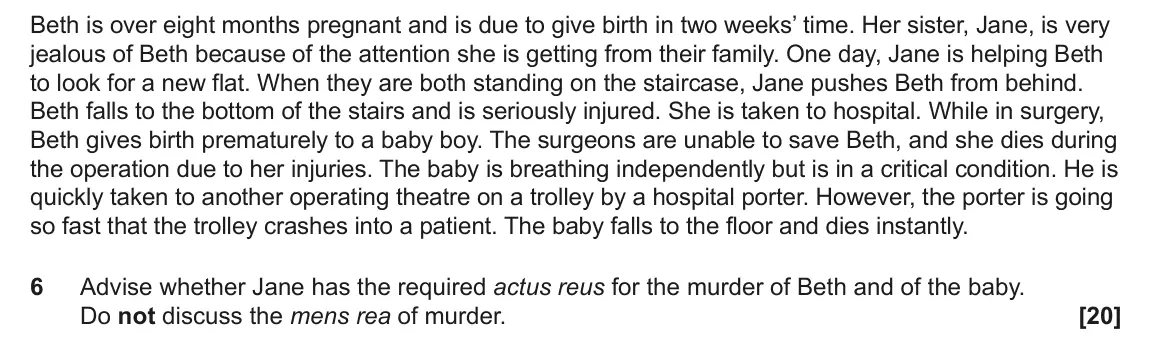 Beth is over eight months pregnant and is due to give birth in two weeks’ time. Her sister, Jane, is very
jealous of Beth because of the attention she is getting from their family. One day, Jane is helping Beth
to look for a new flat. When they are both standing on the staircase, Jane pushes Beth from behind.
Beth falls to the bottom of the stairs and is seriously injured. She is taken to hospital. While in surgery,
Beth gives birth prematurely to a baby boy. The surgeons are unable to save Beth, and she dies during
the operation due to her injuries. The baby is breathing independently but is in a critical condition. He is
quickly taken to another operating theatre on a trolley by a hospital porter. However, the porter is going
so fast that the trolley crashes into a patient. The baby falls to the floor and dies instantly.
6 Advise whether Jane has the required actus reus for the murder of Beth and of the baby.
Do not discuss the mens rea of murder. [20]